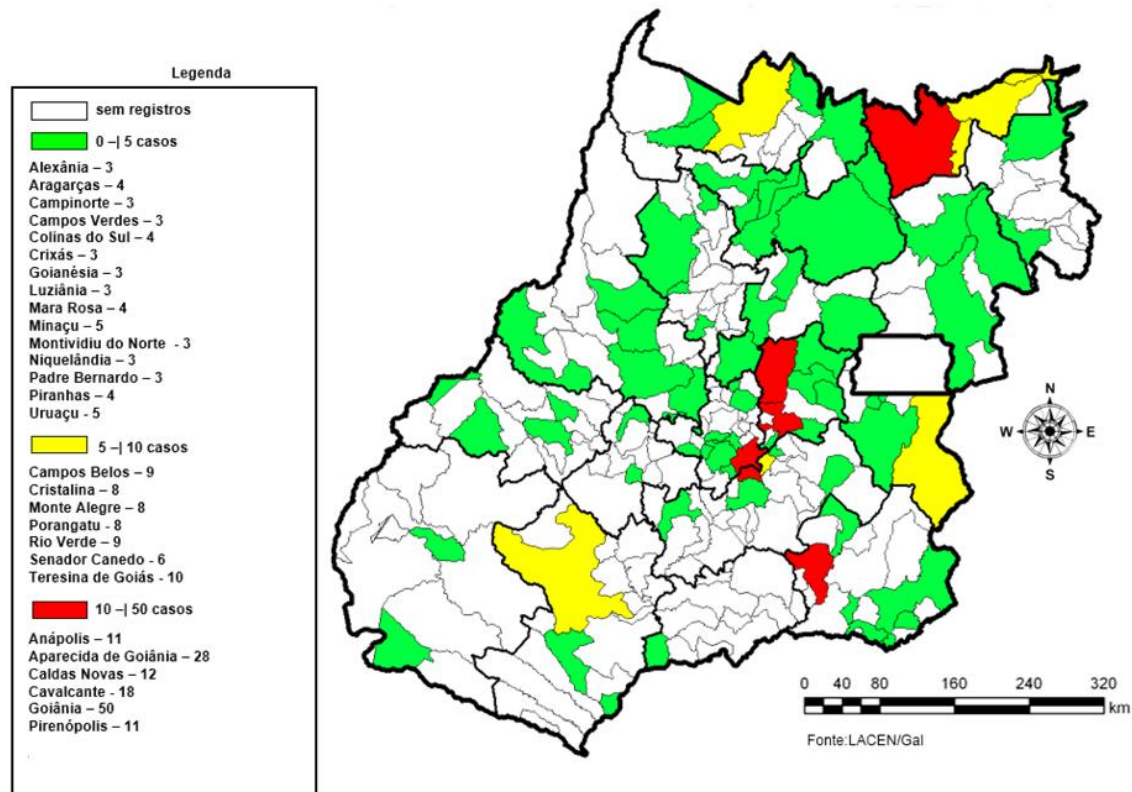 Legenda
sem registros
0 –| 5 casos
Alexânia – 3
Aragarças – 4
Campinorte – 3
Campos Verdes – 3
Colinas do Sul – 4
Crixás – 3
Goianésia – 3
Luziânia – 3
Mara Rosa – 4
Minaçu – 5
Montividiu do Norte - 3
Niquelândia – 3
Padre Bernardo – 3
Piranhas – 4
Uruaçu - 5
5 –| 10 casos
Campos Belos – 9
Cristalina – 8
Monte Alegre – 8
Porangatu - 8
Rio Verde – 9
Senador Canedo - 6
Teresina de Goiás - 10
10 –| 50 casos
Anápolis – 11
Aparecida de Goiânia – 28
Caldas Novas – 12
Cavalcante - 18
Goiânia – 50
Pirenópolis – 11
N
W E
S
0 40 80 160 240 320
km
Fonte:LACEN/Gal